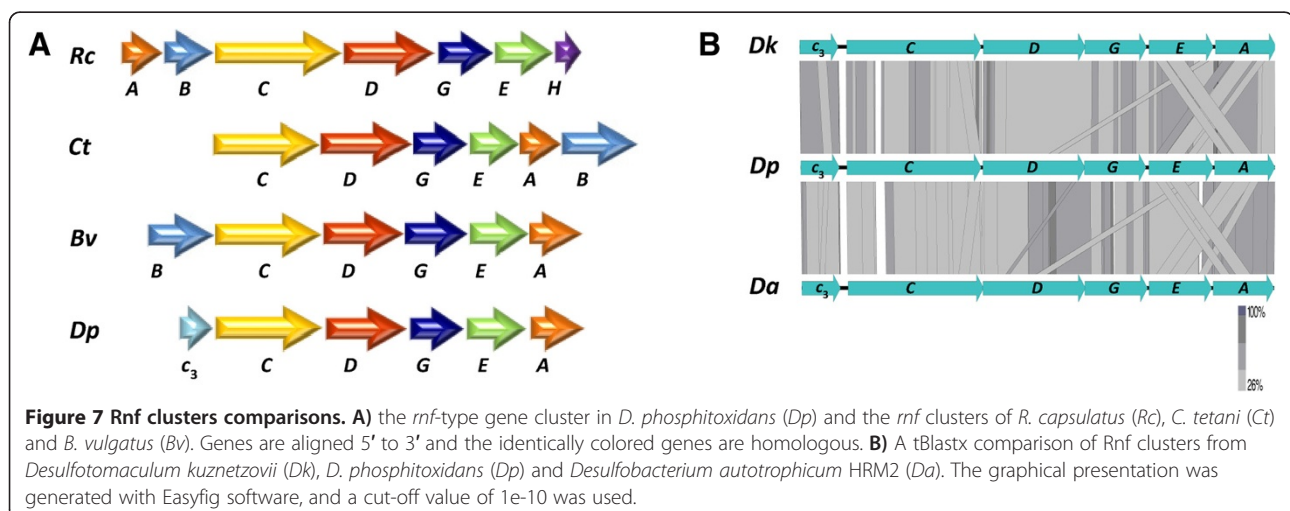 A
Rc
A B C D G E H
Ct
C D G E A B
Bv
B C D G E A
Dp
c3 C D G E A
B
Dk
c3 C D G E A
Dp
c3 C D G E A
Da
c3 C D G E A
100%
26%
Figure 7 Rnf clusters comparisons. A) the rnf-type gene cluster in D. phosphitoxidans (Dp) and the rnf clusters of R. capsulatus (Rc), C. tetani (Ct)
and B. vulgatus (Bv). Genes are aligned 5′ to 3′ and the identically colored genes are homologous. B) A tBlastx comparison of Rnf clusters from
Desulfotomaculum kuznetzovii (Dk), D. phosphitoxidans (Dp) and Desulfobacterium autotrophicum HRM2 (Da). The graphical presentation was
generated with Easyfig software, and a cut-off value of 1e-10 was used.